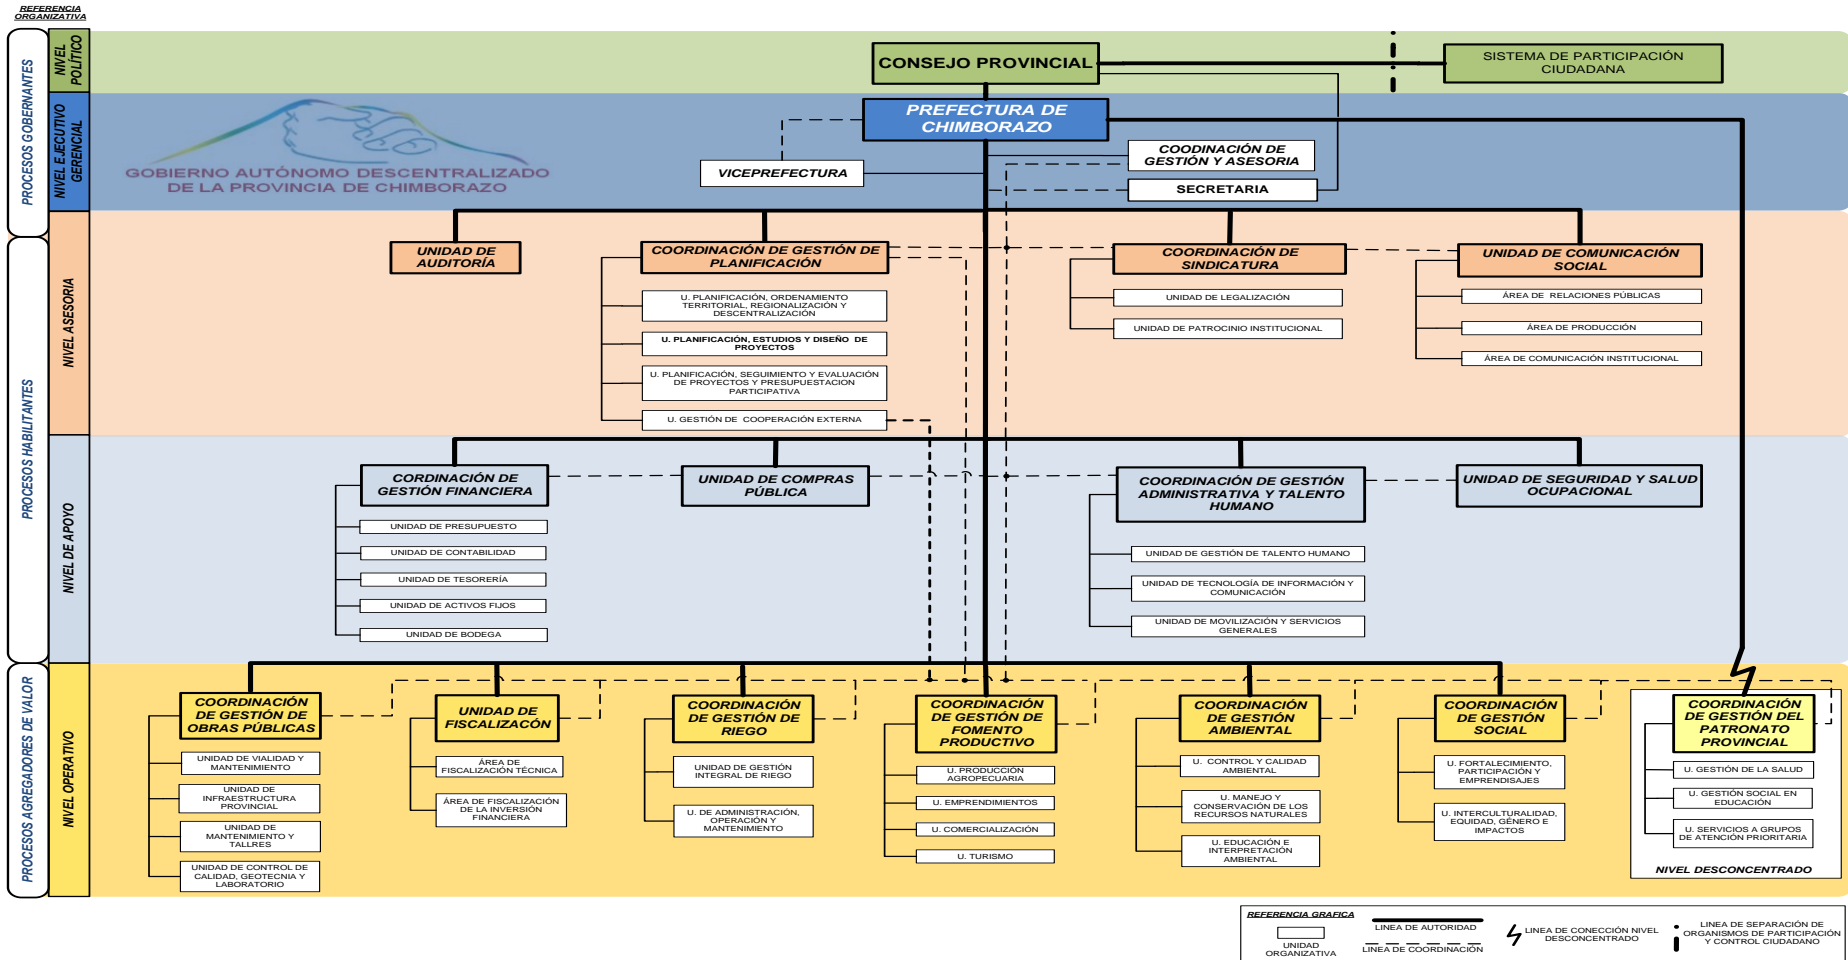 REFERENCIA
ORGANIZATIVA
PROCESOS GOBERNANTES
NIVEL
POLÍTICO
CONSEJO PROVINCIAL
SISTEMA DE PARTICIPACIÓN
CIUDADANA
NIVEL EJECUTIVO
GERENCIAL
GOBIERNO AUTÓNOMO DESCENTRALIZADO
DE LA PROVINCIA DE CHIMBORAZO
PREFECTURA DE
CHIMBORAZO
VICEPREFECTURA
COODINACIÓN DE
GESTIÓN Y ASESORIA
SECRETARIA
PROCESOS HABILITANTES
NIVEL ASESORIA
UNIDAD DE
AUDITORÍA
COORDINACIÓN DE GESTIÓN DE
PLANIFICACIÓN
U. PLANIFICACIÓN, ORDENAMIENTO
TERRITORIAL, REGIONALIZACIÓN Y
DESCENTRALIZACIÓN
U. PLANIFICACIÓN, ESTUDIOS Y DISEÑO DE
PROYECTOS
U. PLANIFICACIÓN, SEGUIMIENTO Y EVALUACIÓN
DE PROYECTOS Y PRESUPUESTACION
PARTICIPATIVA
U. GESTIÓN DE COOPERACIÓN EXTERNA
COORDINACIÓN DE
SINDICATURA
UNIDAD DE LEGALIZACIÓN
UNIDAD DE PATROCINIO INSTITUCIONAL
UNIDAD DE COMUNICACIÓN
SOCIAL
ÁREA DE RELACIONES PÚBLICAS
ÁREA DE PRODUCCIÓN
ÁREA DE COMUNICACIÓN INSTITUCIONAL
NIVEL DE APOYO
CORDINACIÓN DE
GESTIÓN FINANCIERA
UNIDAD DE PRESUPUESTO
UNIDAD DE CONTABILIDAD
UNIDAD DE TESORERÍA
UNIDAD DE ACTIVOS FIJOS
UNIDAD DE BODEGA
UNIDAD DE COMPRAS
PÚBLICA
COORDINACIÓN DE GESTIÓN
ADMINISTRATIVA Y TALENTO
HUMANO
UNIDAD DE GESTIÓN DE TALENTO HUMANO
UNIDAD DE TECNOLOGÍA DE INFORMACIÓN Y
COMUNICACIÓN
UNIDAD DE MOVILIZACIÓN Y SERVICIOS
GENERALES
UNIDAD DE SEGURIDAD Y SALUD
OCUPACIONAL
PROCESOS AGREGADORES DE VALOR
NIVEL OPERATIVO
COORDINACIÓN
DE GESTIÓN DE
OBRAS PÚBLICAS
UNIDAD DE VIALIDAD Y
MANTENIMIENTO
UNIDAD DE
INFRAESTRUCTURA
PROVINCIAL
UNIDAD DE
MANTENIMIENTO Y
TALLRES
UNIDAD DE CONTROL DE
CALIDAD, GEOTECNIA Y
LABORATORIO
UNIDAD DE
FISCALIZACÓN
ÁREA DE
FISCALIZACIÓN TÉCNICA
ÁREA DE FISCALIZACIÓN
DE LA INVERSIÓN
FINANCIERA
COORDINACIÓN
DE GESTIÓN DE
RIEGO
UNIDAD DE GESTIÓN
INTEGRAL DE RIEGO
U. DE ADMINISTRACIÓN,
OPERACIÓN Y
MANTENIMIENTO
COORDINACIÓN
DE GESTIÓN DE
FOMENTO
PRODUCTIVO
U. PRODUCCIÓN
AGROPECUARIA
U. EMPRENDIMIENTOS
U. COMERCIALIZACIÓN
U. TURISMO
COORDINACIÓN
DE GESTIÓN
AMBIENTAL
U. CONTROL Y CALIDAD
AMBIENTAL
U. MANEJO Y
CONSERVACIÓN DE LOS
RECURSOS NATURALES
U. EDUCACIÓN E
INTERPRETACIÓN
AMBIENTAL
COORDINACIÓN
DE GESTIÓN
SOCIAL
U. FORTALECIMIENTO,
PARTICIPACIÓN Y
EMPRENDISAJES
U. INTERCULTURALIDAD,
EQUIDAD, GÉNERO E
IMPACTOS
COORDINACIÓN
DE GESTIÓN DEL
PATRONATO
PROVINCIAL
U. GESTIÓN DE LA SALUD
U. GESTIÓN SOCIAL EN
EDUCACIÓN
U. SERVICIOS A GRUPOS
DE ATENCIÓN PRIORITARIA
NIVEL DESCONCENTRADO
REFERENCIA GRAFICA
UNIDAD
ORGANIZATIVA
LINEA DE AUTORIDAD
LINEA DE COORDINACIÓN
LINEA DE CONECIÓN NIVEL
DESCONCENTRADO
LINEA DE SEPARACIÓN DE
ORGANISMOS DE PARTICIPACIÓN
Y CONTROL CIUDADANO